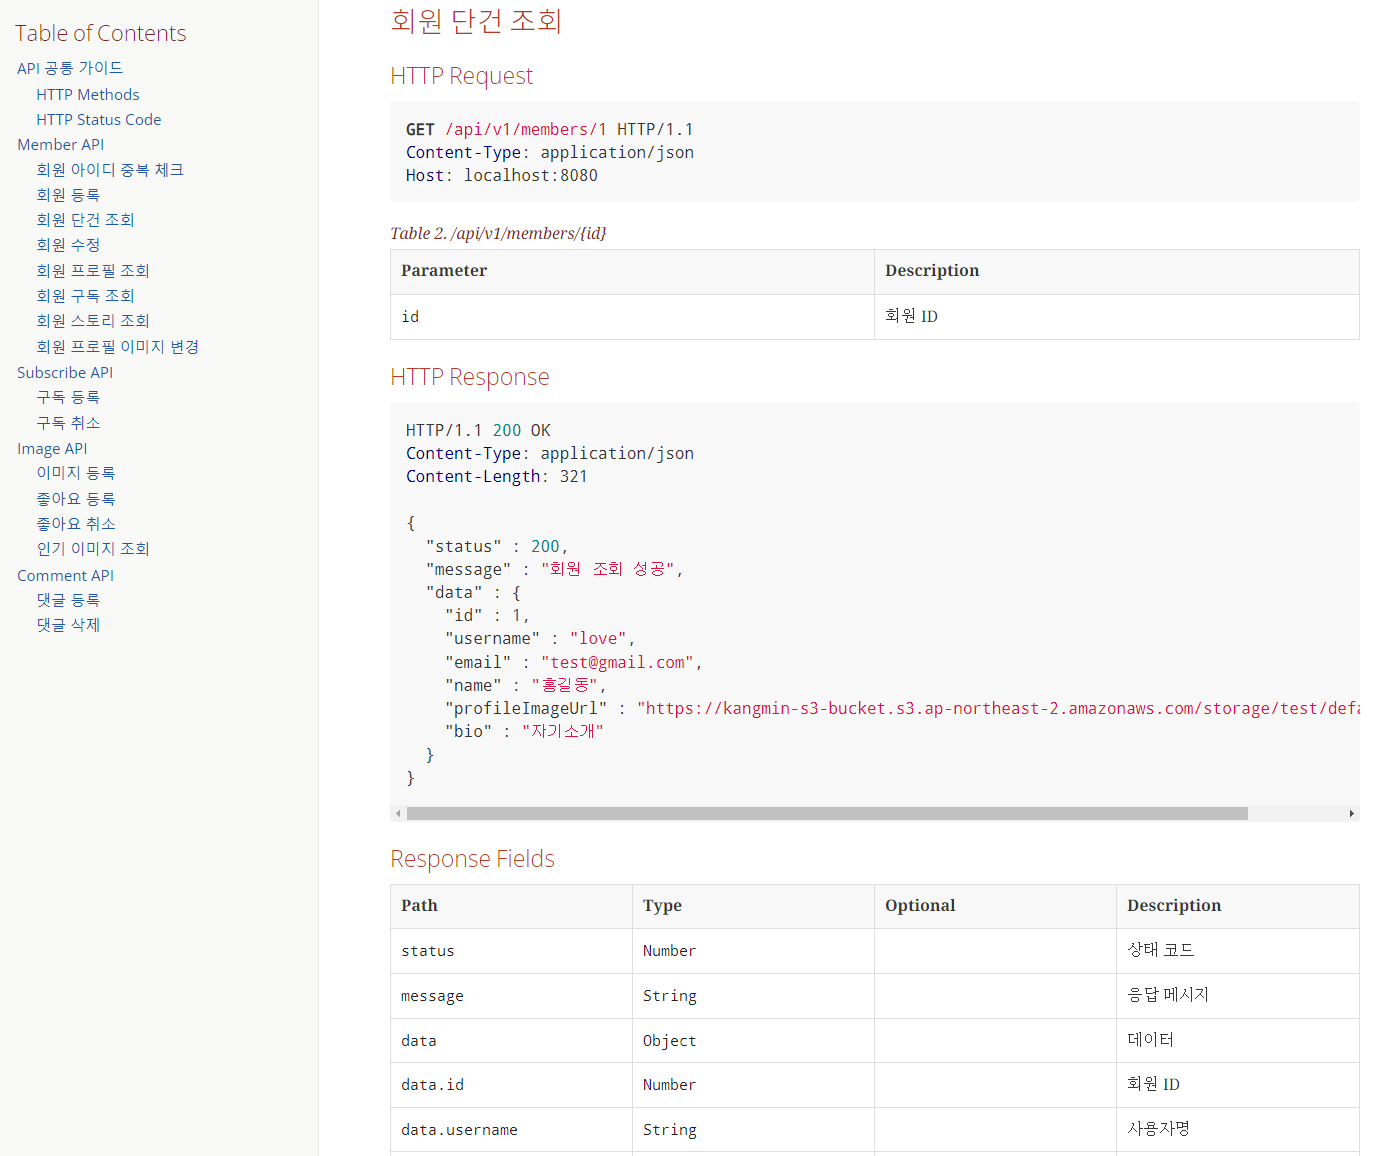 Table of Contents
API 공통 가이드
HTTP Methods
HTTP Status Code
Member API
회원 아이디 중복 체크
회원 등록
회원 단건 조회
회원 수정
회원 프로필 조회
회원 구독 조회
회원 스토리 조회
회원 프로필 이미지 변경
Subscribe API
구독 등록
구독 취소
Image API
이미지 등록
좋아요 등록
좋아요 취소
인기 이미지 조회
Comment API
댓글 등록
댓글 삭제
회원 단건 조회
HTTP Request
GET /api/v1/members/1 HTTP/1.1
Content-Type: application/json
Host: localhost:8080
Table 2. /api/v1/members/{id}
Parameter Description
id 회원 ID
HTTP Response
HTTP/1.1 200 OK
Content-Type: application/json
Content-Length: 321
{
"status" : 200,
"message" : "회원 조회 성공",
"data" : {
"id" : 1,
"username" : "love",
"email" : "test@gmail.com",
"name" : "홍길동",
"profileImageUrl" : "https://kangmin-s3-bucket.s3.ap-northeast-2.amazonaws.com/storage/test/defa
"bio" : "자기소개"
}
}
Response Fields
Path Type Optional Description
status Number 상태 코드
message String 응답 메시지
data Object 데이터
data.id Number 회원 ID
data.username String 사용자명